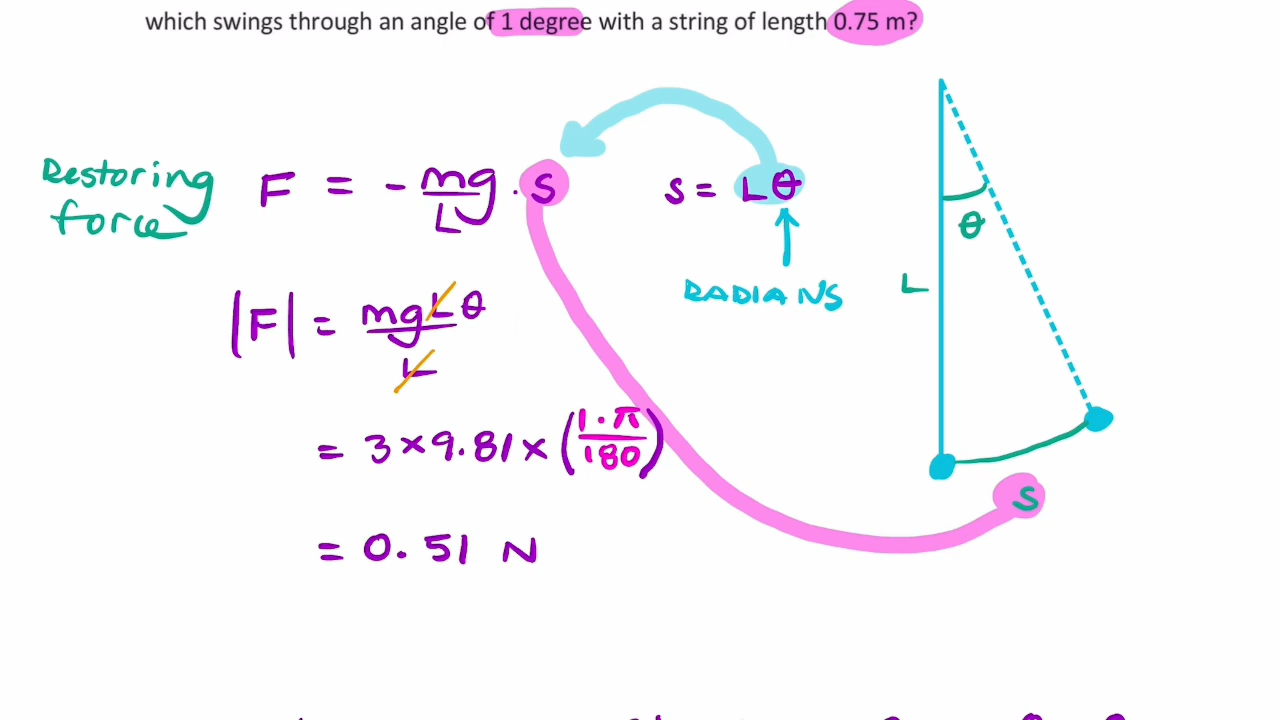 which swings through an angle of 1 degree with a string of length 0.75 m?
Restoring force
F = - mg/L . S
S = Lθ
RADIANS
|F| = mgLθ/L
= 3 × 9.81 × (1.π/180)
= 0.51 N
θ
L
S